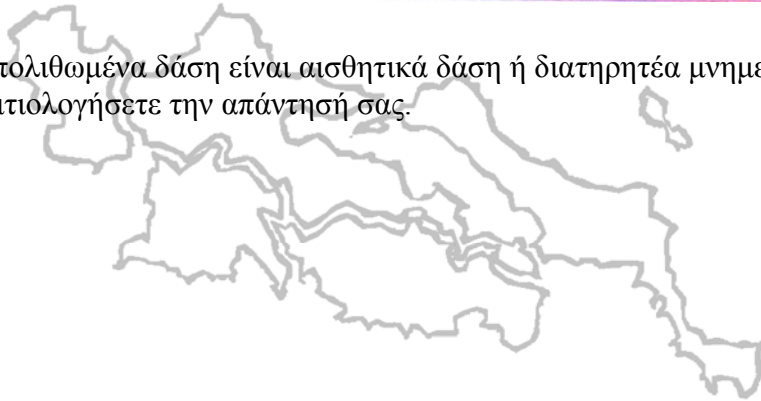 τολιθωμένα δάση είναι αισθητικά δάση ή διατηρητέα μνημε
ιτιολογήσετε την απάντησή σας.